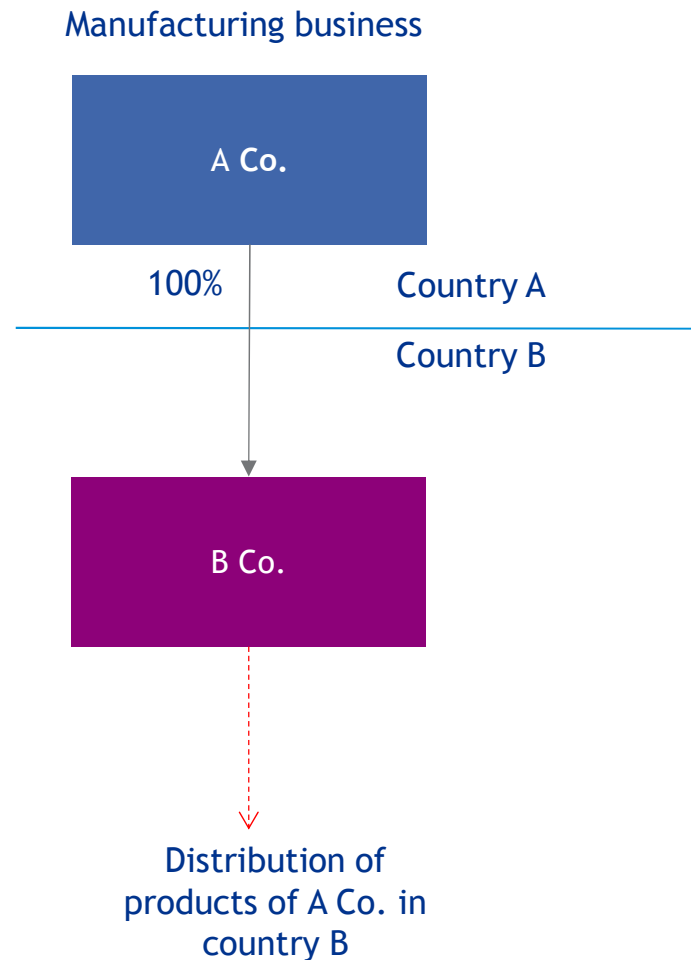 Manufacturing business
A Co.
100%
Country A
Country B
B Co.
Distribution of
products of A Co. in
country B